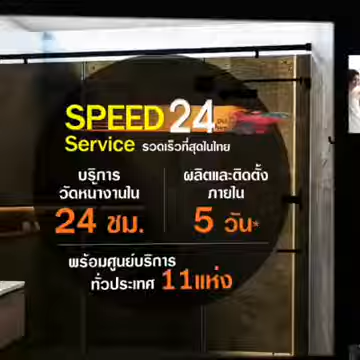 SPEED 24
Service รวดเร็วที่สุดในไทย
บริการ
วัดหน้างานใน
24 ชม.
ผลิตและติดตั้ง
ภายใน
5 วัน*
พร้อมศูนย์บริการ
ทั่วประเทศ 11แห่ง